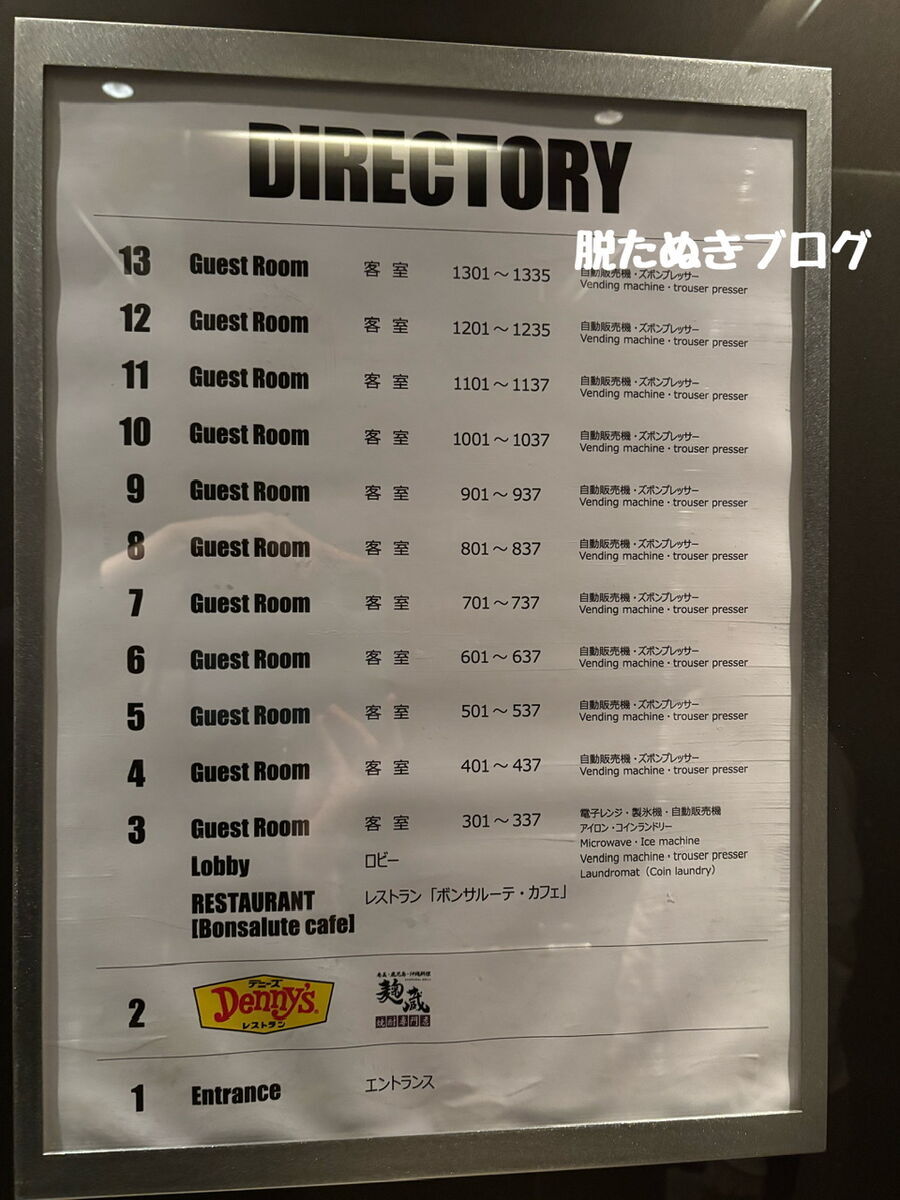 DIRECTORY
脱たぬきブログ
13 Guest Room 客室 1301～1335 自動販売機・ズボンプレッサー
Vending machine・trouser presser
12 Guest Room 客室 1201～1235 自動販売機・ズボンプレッサー
Vending machine・trouser presser
11 Guest Room 客室 1101～1137 自動販売機・ズボンプレッサー
Vending machine・trouser presser
10 Guest Room 客室 1001～1037 自動販売機・ズボンプレッサー
Vending machine・trouser presser
9 Guest Room 客室 901～937 自動販売機・ズボンプレッサー
Vending machine・trouser presser
8 Guest Room 客室 801～837 自動販売機・ズボンプレッサー
Vending machine・trouser presser
7 Guest Room 客室 701～737 自動販売機・ズボンプレッサー
Vending machine・trouser presser
6 Guest Room 客室 601～637 自動販売機・ズボンプレッサー
Vending machine・trouser presser
5 Guest Room 客室 501～537 自動販売機・ズボンプレッサー
Vending machine・trouser presser
4 Guest Room 客室 401～437 自動販売機・ズボンプレッサー
Vending machine・trouser presser
3 Guest Room 客室 301～337 電子レンジ・製氷機・自動販売機
アイロン・コインランドリー
Microwave・Ice machine
Lobby ロビー Vending machine・trouser presser
Laundromat（Coin laundry）
RESTAURANT レストラン「ボンサルーテ・カフェ」
[Bonsalute cafe]
2 デニーズ
Denny's
レストラン
奄美・鹿児島・沖縄料理
麹蔵
焼酎専門店
1 Entrance エントランス